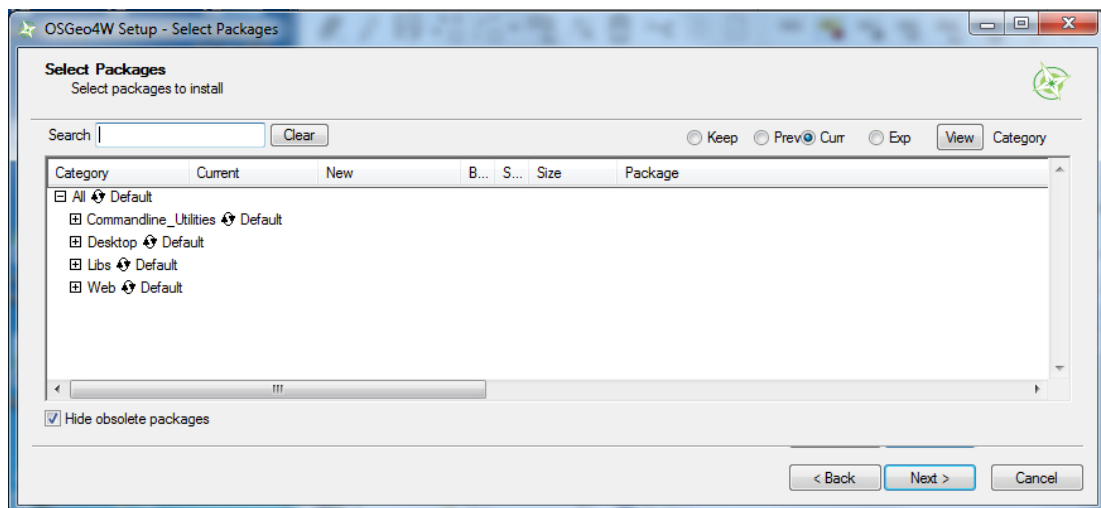 OSGeo4W Setup - Select Packages
Select Packages
Select packages to install
Search Clear Keep Prev Curr Exp View Category
Category Current New B... S... Size Package
All Default
Commandline_Utilities Default
Desktop Default
Libs Default
Web Default
Hide obsolete packages
< Back Next > Cancel